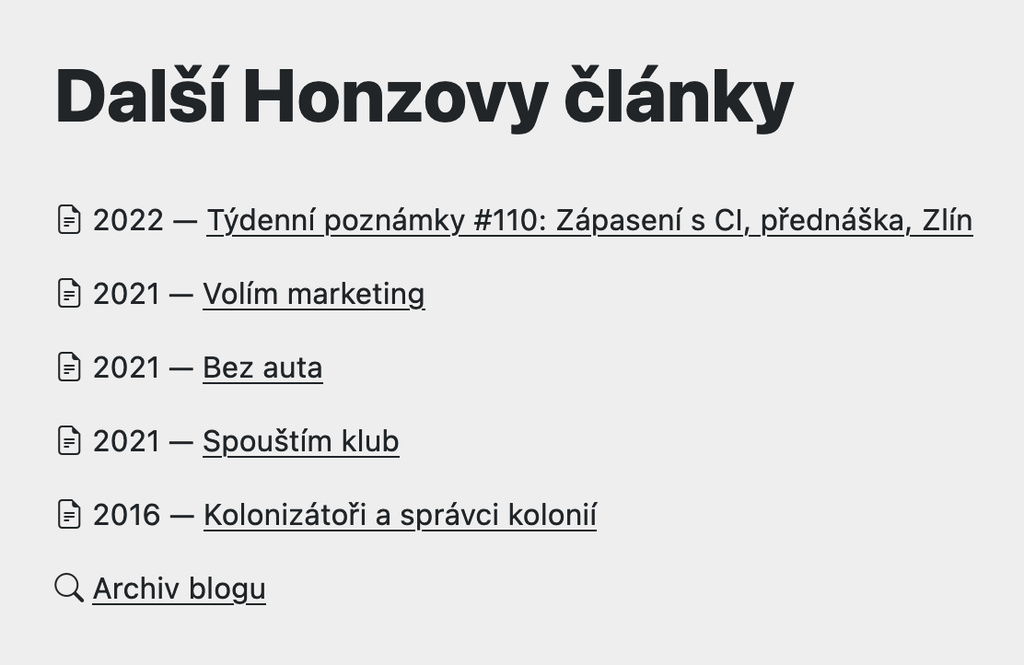 Další Honzovy články
2022 — Týdenní poznámky #110: Zápasení s CI, přednáška, Zlín
2021 — Volím marketing
2021 — Bez auta
2021 — Spouštím klub
2016 — Kolonizátoři a správci kolonií
Archiv blogu